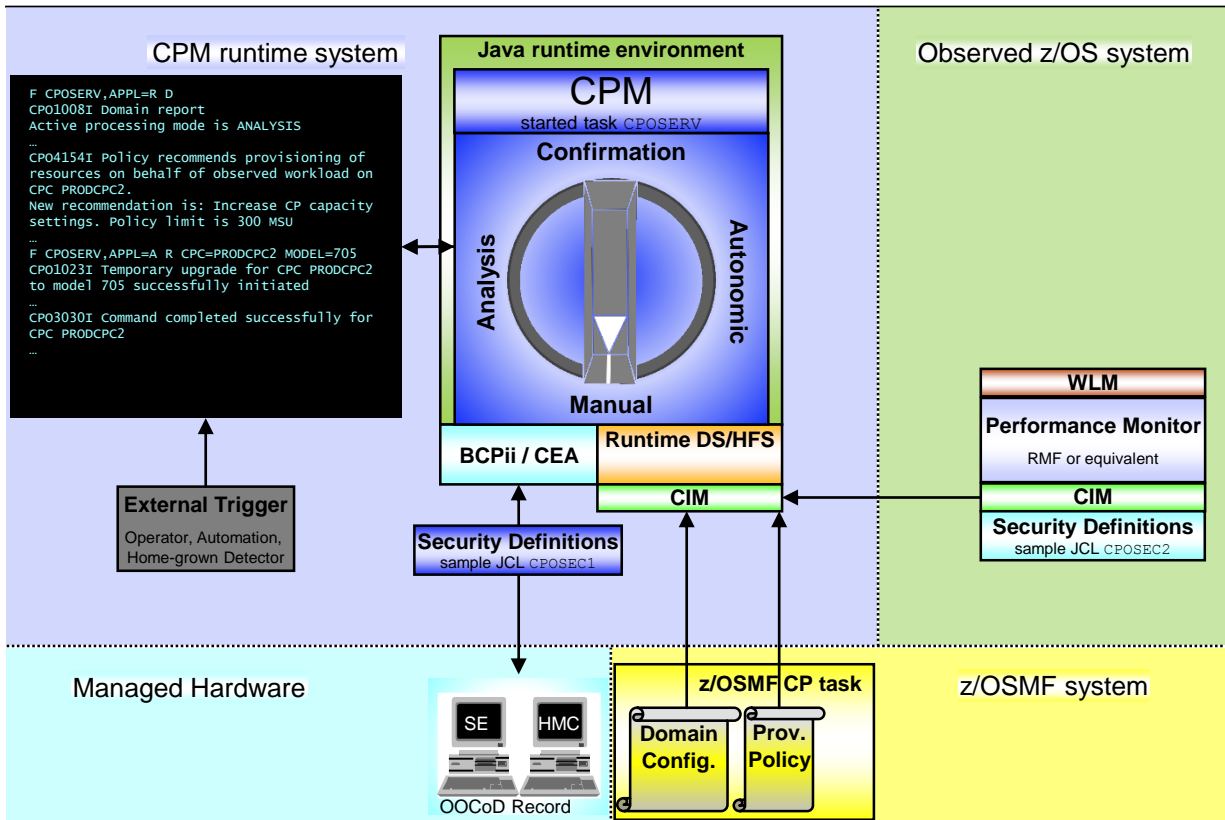 CPM runtime system
F CPOSERV,APPL=R D
CPO1008I Domain report
Active processing mode is ANALYSIS
…
CPO4154I Policy recommends provisioning of
resources on behalf of observed workload on
CPC PRODCPC2.
New recommendation is: Increase CP capacity
settings. Policy limit is 300 MSU
…
F CPOSERV,APPL=A R CPC=PRODCPC2 MODEL=705
CPO1023I Temporary upgrade for CPC PRODCPC2
to model 705 successfully initiated
…
CPO3030I Command completed successfully for
CPC PRODCPC2
…
External Trigger
Operator, Automation,
Home-grown Detector
Java runtime environment
CPM
started task CPOSERV
Confirmation
Analysis
Autonomic
Manual
BCPii / CEA
Runtime DS/HFS
CIM
Security Definitions
sample JCL CPOSEC1
Observed z/OS system
WLM
Performance Monitor
RMF or equivalent
CIM
Security Definitions
sample JCL CPOSEC2
Managed Hardware
SE
HMC
OOCoD Record
z/OSMF CP task
Domain
Config.
Prov.
Policy
z/OSMF system